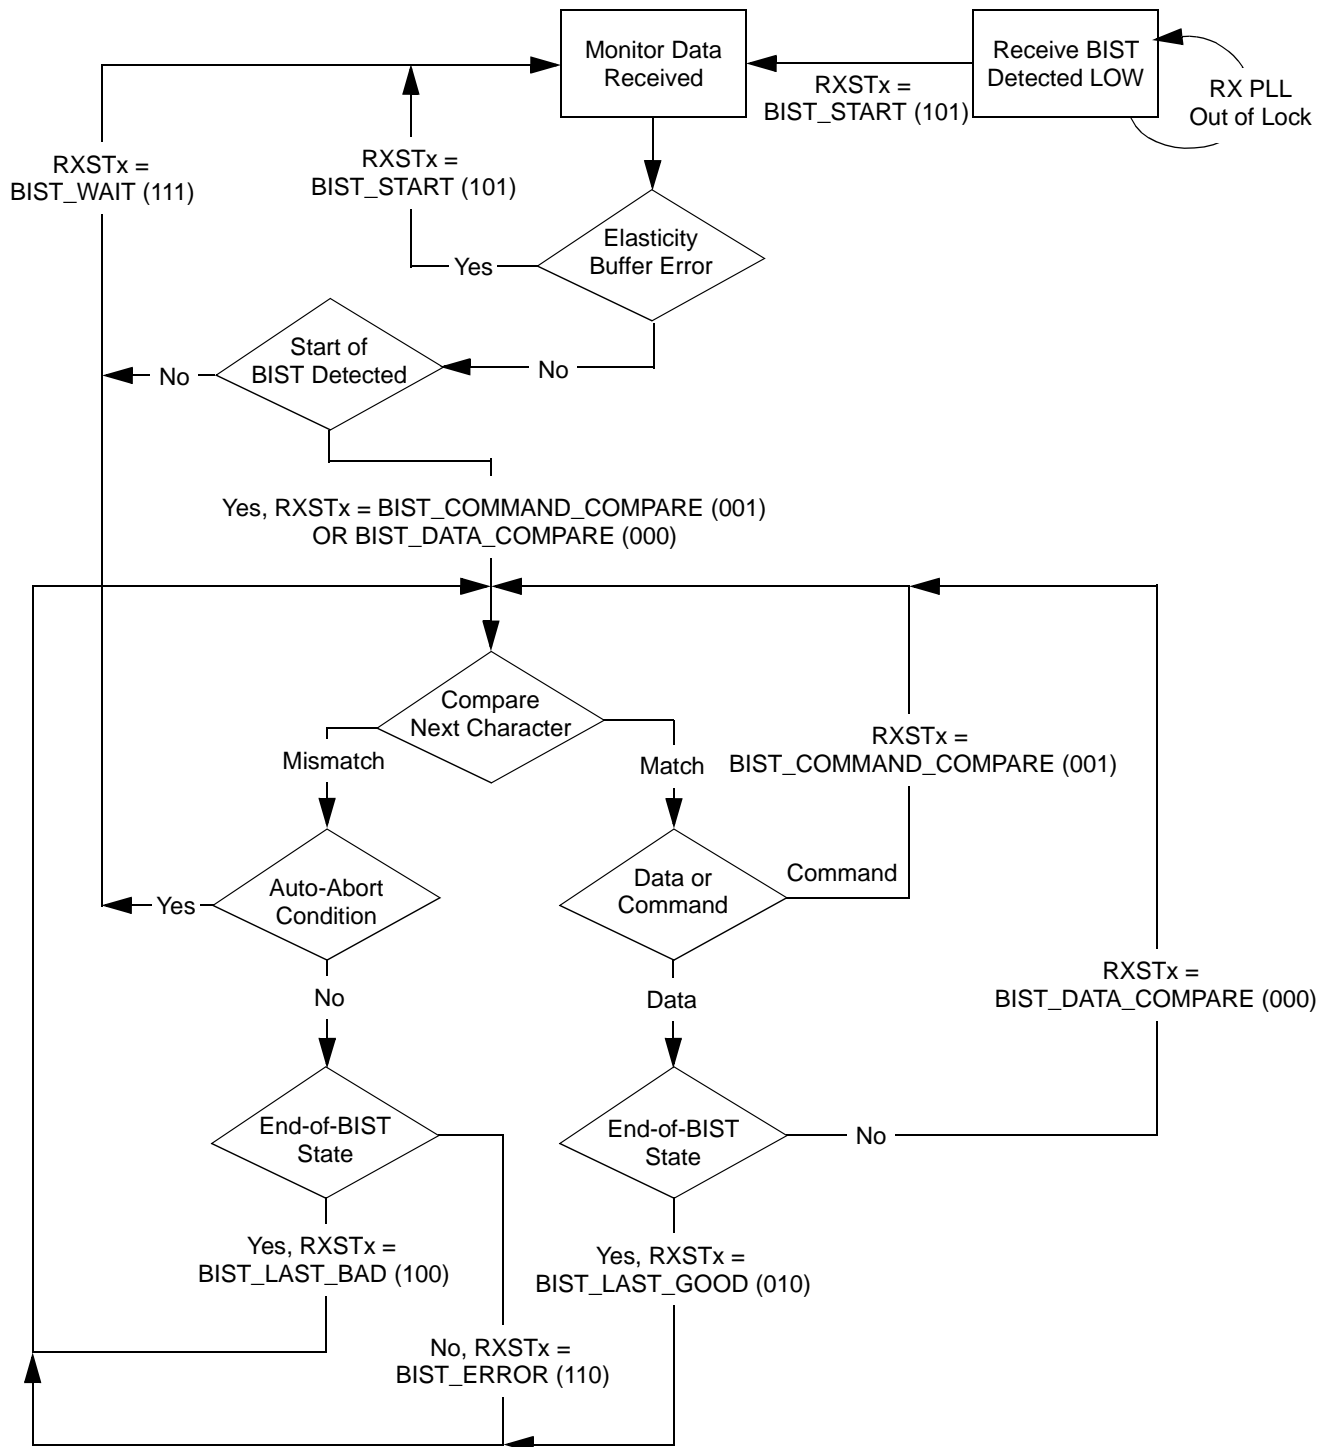 Monitor Data
Received
Receive BIST
Detected LOW
RXSTx =
BIST_START (101)
RX PLL
Out of Lock
RXSTx =
BIST_WAIT (111)
RXSTx =
BIST_START (101)
Elasticity
Buffer Error
Yes
Start of
BIST Detected
No
No
Yes, RXSTx = BIST_COMMAND_COMPARE (001)
OR BIST_DATA_COMPARE (000)
Compare
Next Character
Mismatch
Match
RXSTx =
BIST_COMMAND_COMPARE (001)
Auto-Abort
Condition
Yes
Data or
Command
Command
No
Data
RXSTx =
BIST_DATA_COMPARE (000)
End-of-BIST
State
End-of-BIST
State
No
Yes, RXSTx =
BIST_LAST_BAD (100)
Yes, RXSTx =
BIST_LAST_GOOD (010)
No, RXSTx =
BIST_ERROR (110)